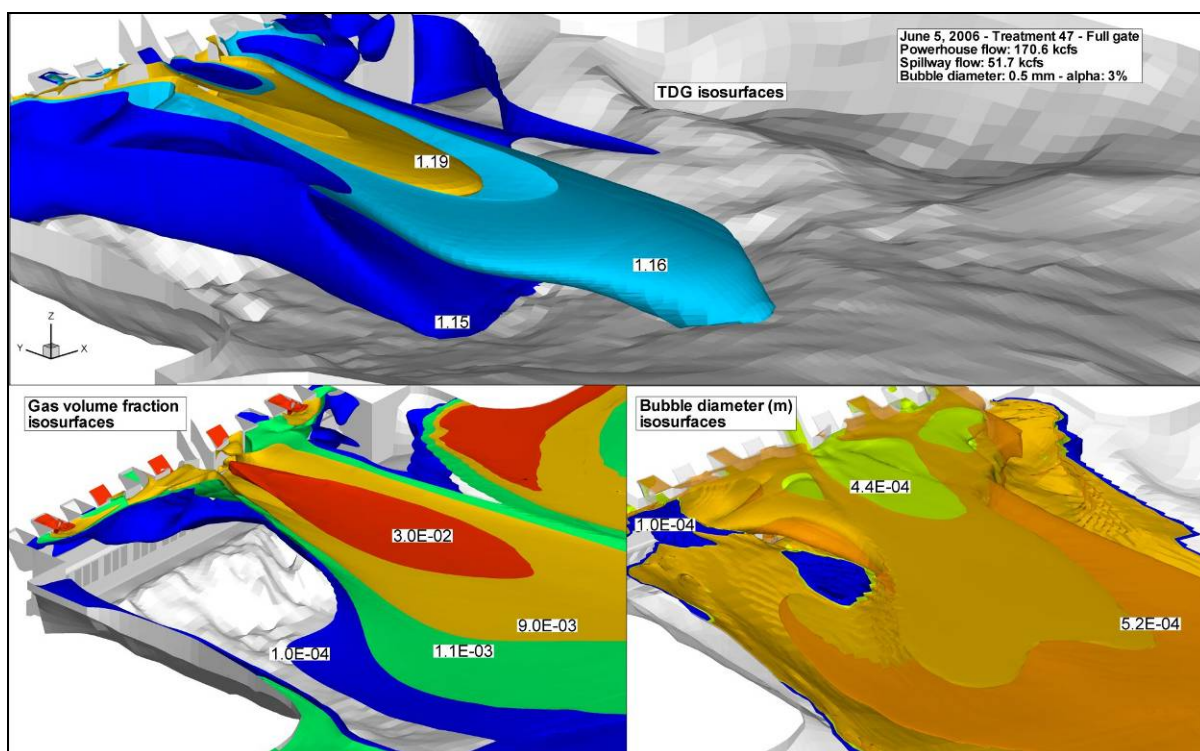 June 5, 2006 - Treatment 47 - Full gate
Powerhouse flow: 170.6 kcfs
Spillway flow: 51.7 kcfs
Bubble diameter: 0.5 mm - alpha: 3%
TDG isosurfaces
1.19
1.16
1.15
Z
Y
X
Gas volume fraction
isosurfaces
3.0E-02
9.0E-03
1.1E-03
1.0E-04
Bubble diameter (m)
isosurfaces
4.4E-04
1.0E-04
5.2E-04